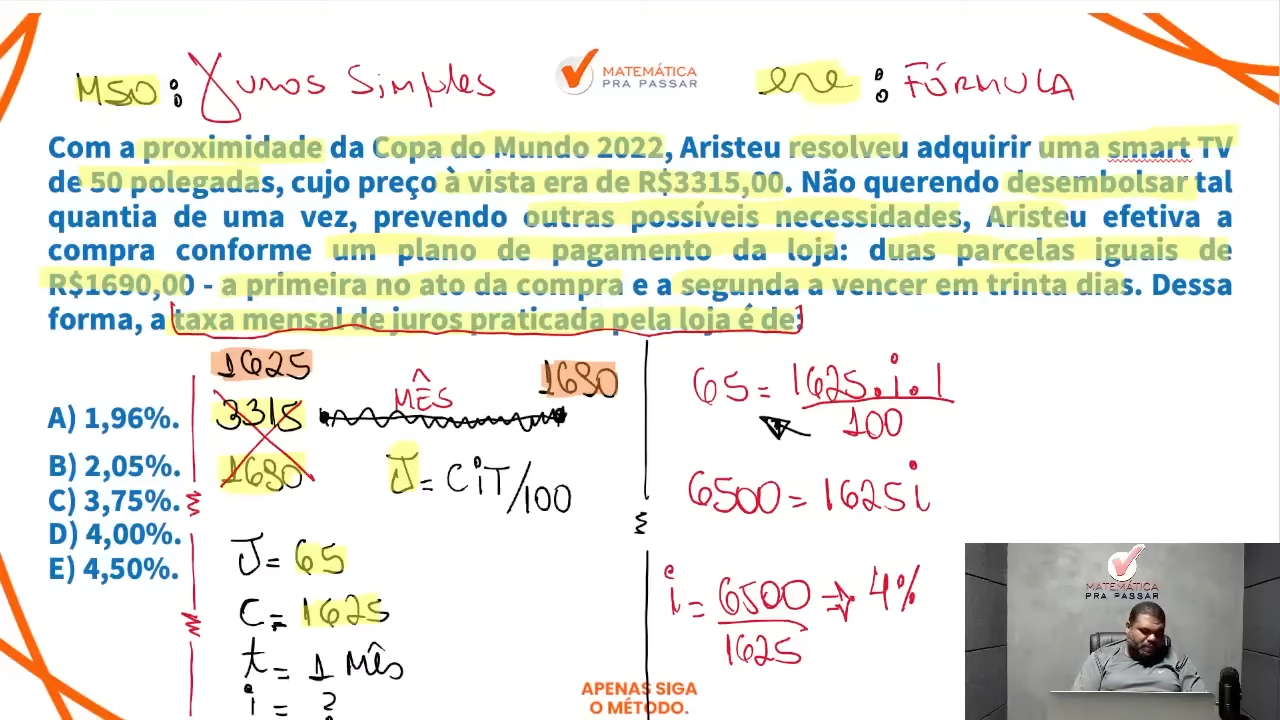 MSO: Juros Simples
MATEMÁTICA
PRA PASSAR
ere: FÓRMULA
Com a proximidade da Copa do Mundo 2022, Aristeu resolveu adquirir uma smart TV
de 50 polegadas, cujo preço à vista era de R$3315,00. Não querendo desembolsar tal
quantia de uma vez, prevendo outras possíveis necessidades, Aristeu efetiva a
compra conforme um plano de pagamento da loja: duas parcelas iguais de
R$1690,00 - a primeira no ato da compra e a segunda a vencer em trinta dias. Dessa
forma, a taxa mensal de juros praticada pela loja é de:
A) 1,96%.
B) 2,05%.
C) 3,75%.
D) 4,00%.
E) 4,50%.
1625
3315
1690
MÊS
1690
J = CiT/100
J = 65
C = 1625
t = 1 MÊS
i = ?
65 = 1625.i.1
100
6500 = 1625i
i = 6500 → 4%
1625
MATEMÁTICA
PRA PASSAR
APENAS SIGA
O MÉTODO.